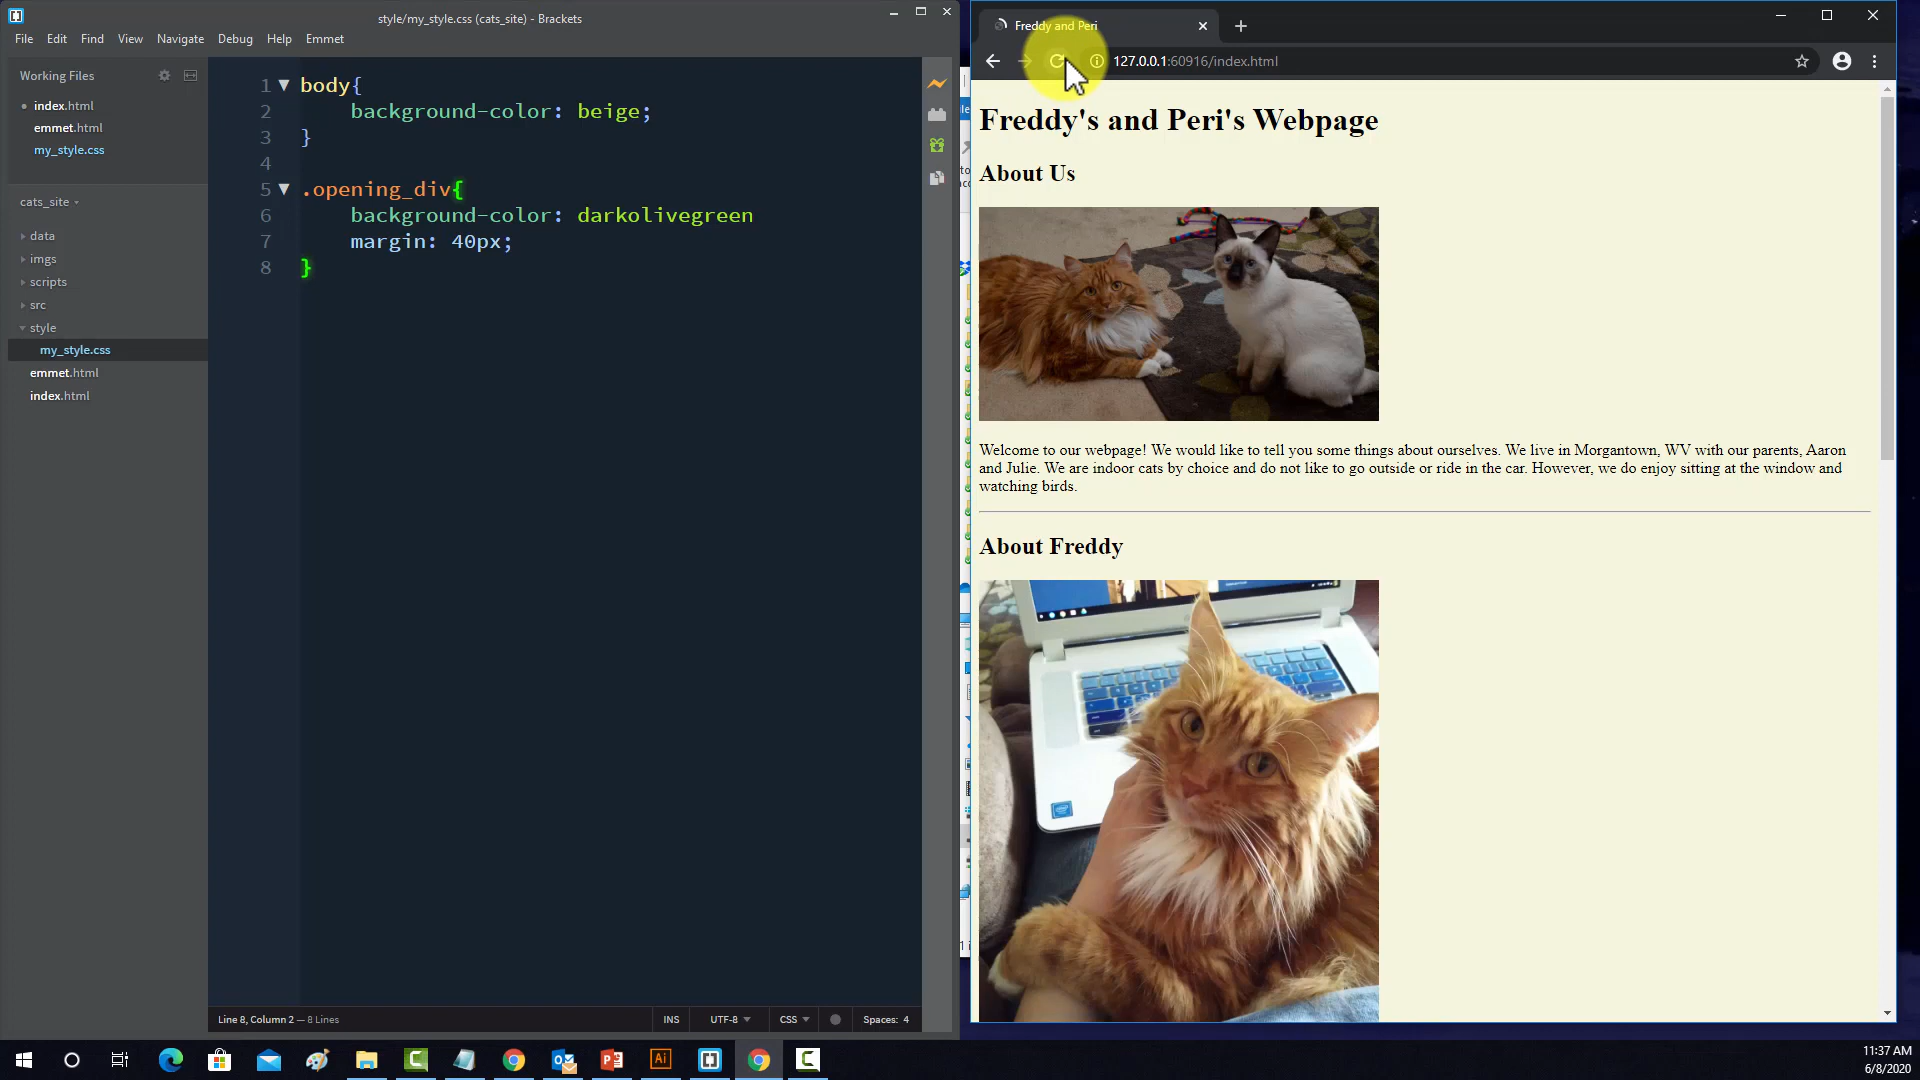 style/my_style.css (cats_site) - Brackets
File Edit Find View Navigate Debug Help Emmet
Working Files
index.html
emmet.html
my_style.css
cats_site
data
imgs
scripts
src
style
my_style.css
emmet.html
index.html
1 body{
2 background-color: beige;
3 }
4
5 .opening_div{
6 background-color: darkolivegreen
7 margin: 40px;
8 }
Line 8, Column 2 — 8 Lines
INS UTF-8 CSS Spaces: 4
Freddy and Peri
127.0.0.1:60916/index.html
Freddy's and Peri's Webpage
About Us
Welcome to our webpage! We would like to tell you some things about ourselves. We live in Morgantown, WV with our parents, Aaron
and Julie. We are indoor cats by choice and do not like to go outside or ride in the car. However, we do enjoy sitting at the window and
watching birds.
About Freddy
11:37 AM
6/8/2020